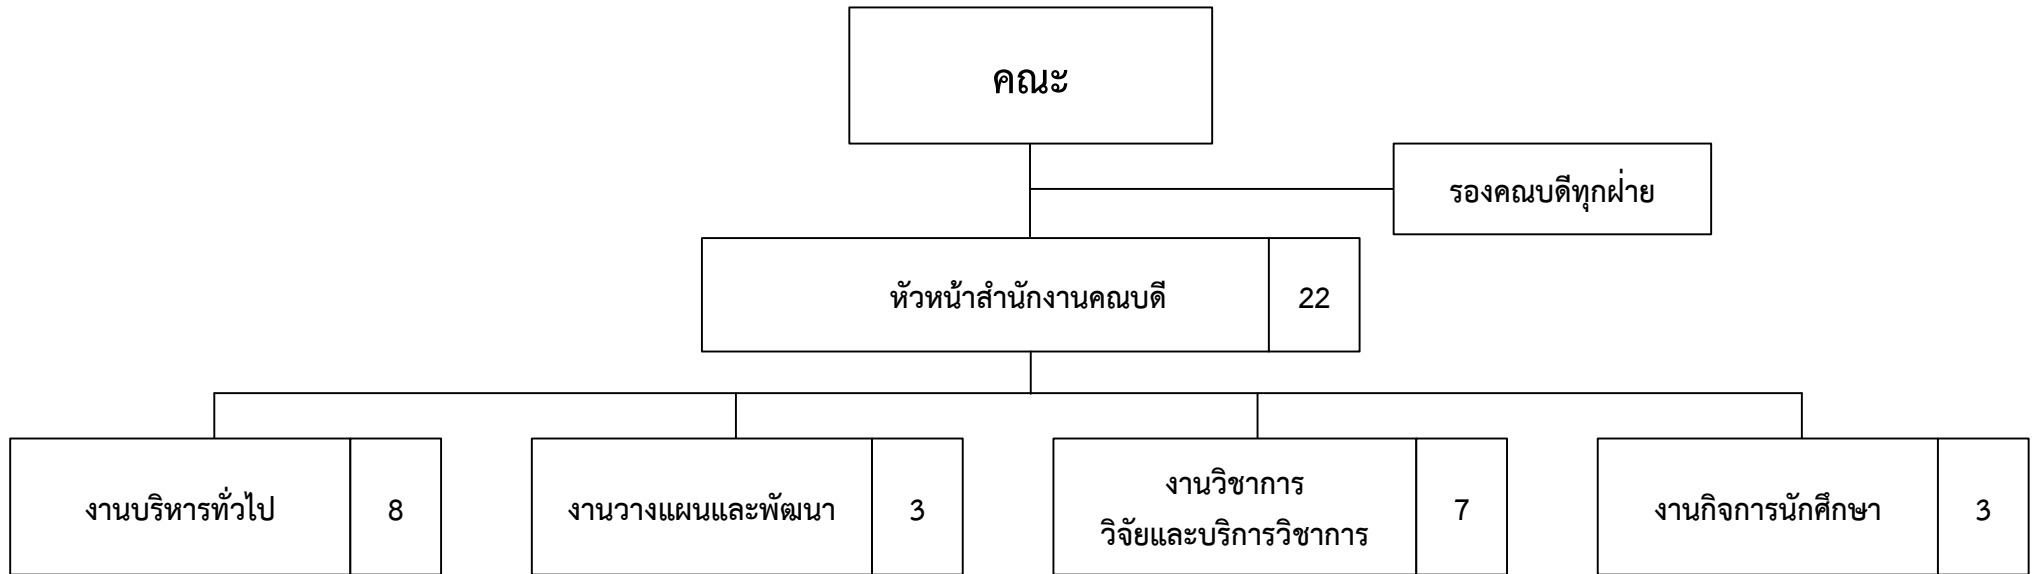 คณะ
รองคณบดีทุกฝ่าย
หัวหน้าสำนักงานคณบดี 22
งานบริหารทั่วไป 8
งานวางแผนและพัฒนา 3
งานวิชาการ
วิจัยและบริการวิชาการ 7
งานกิจการนักศึกษา 3